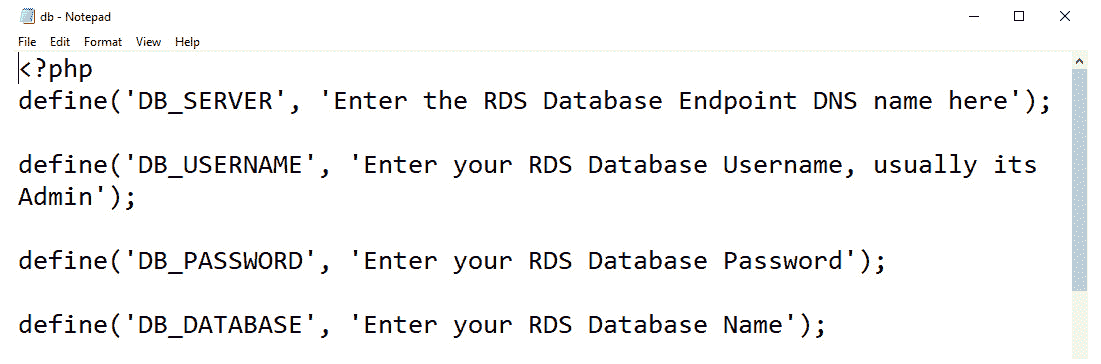 db - Notepad
File Edit Format View Help
<?php
define('DB_SERVER', 'Enter the RDS Database Endpoint DNS name here');
define('DB_USERNAME', 'Enter your RDS Database Username, usually its
Admin');
define('DB_PASSWORD', 'Enter your RDS Database Password');
define('DB_DATABASE', 'Enter your RDS Database Name');